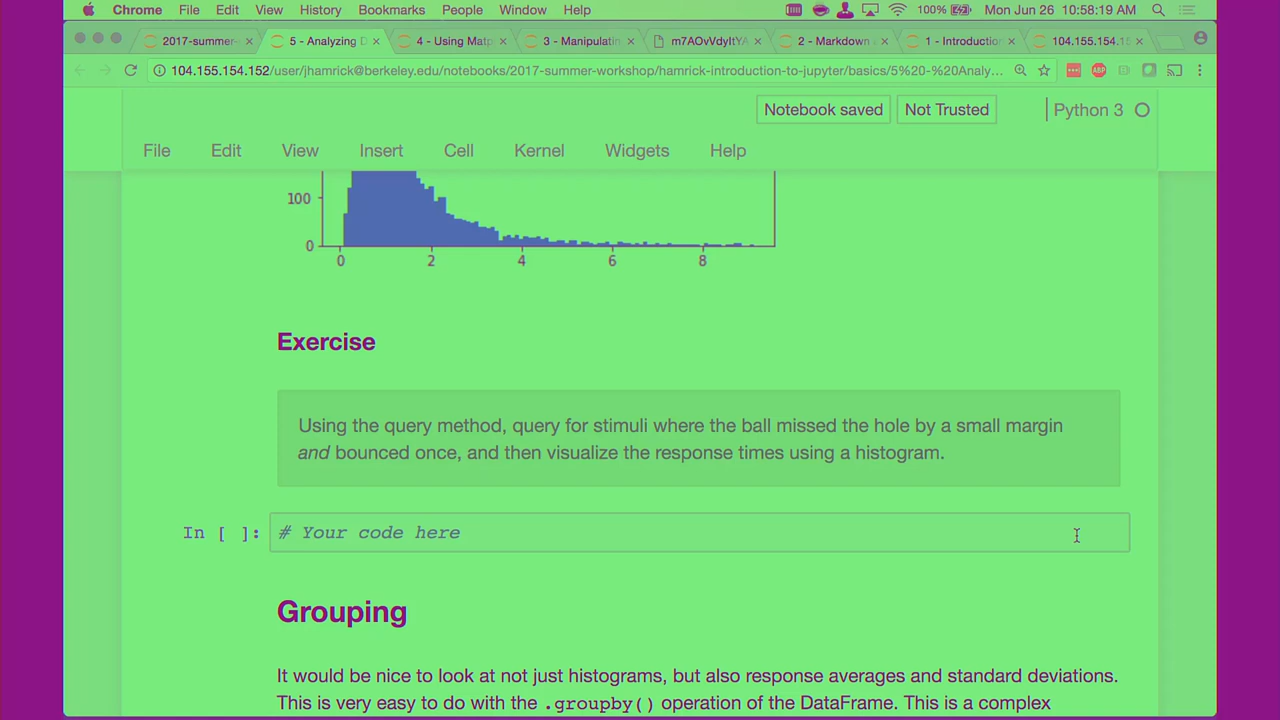 Chrome File Edit View History Bookmarks People Window Help 100% Mon Jun 26 10:58:19 AM
2017-summer- 5 - Analyzing D 4 - Using Matp 3 - Manipulatin m7AOvVdyItYA 2 - Markdown 1 - Introduction 104.155.154.15
104.155.154.152/user/jhamrick@berkeley.edu/notebooks/2017-summer-workshop/hamrick-introduction-to-jupyter/basics/5%20-%20Analy… ABP
Notebook saved Not Trusted Python 3
File Edit View Insert Cell Kernel Widgets Help
100
0
0 2 4 6 8
Exercise
Using the query method, query for stimuli where the ball missed the hole by a small margin
and bounced once, and then visualize the response times using a histogram.
In [ ]: # Your code here
Grouping
It would be nice to look at not just histograms, but also response averages and standard deviations.
This is very easy to do with the .groupby() operation of the DataFrame. This is a complex